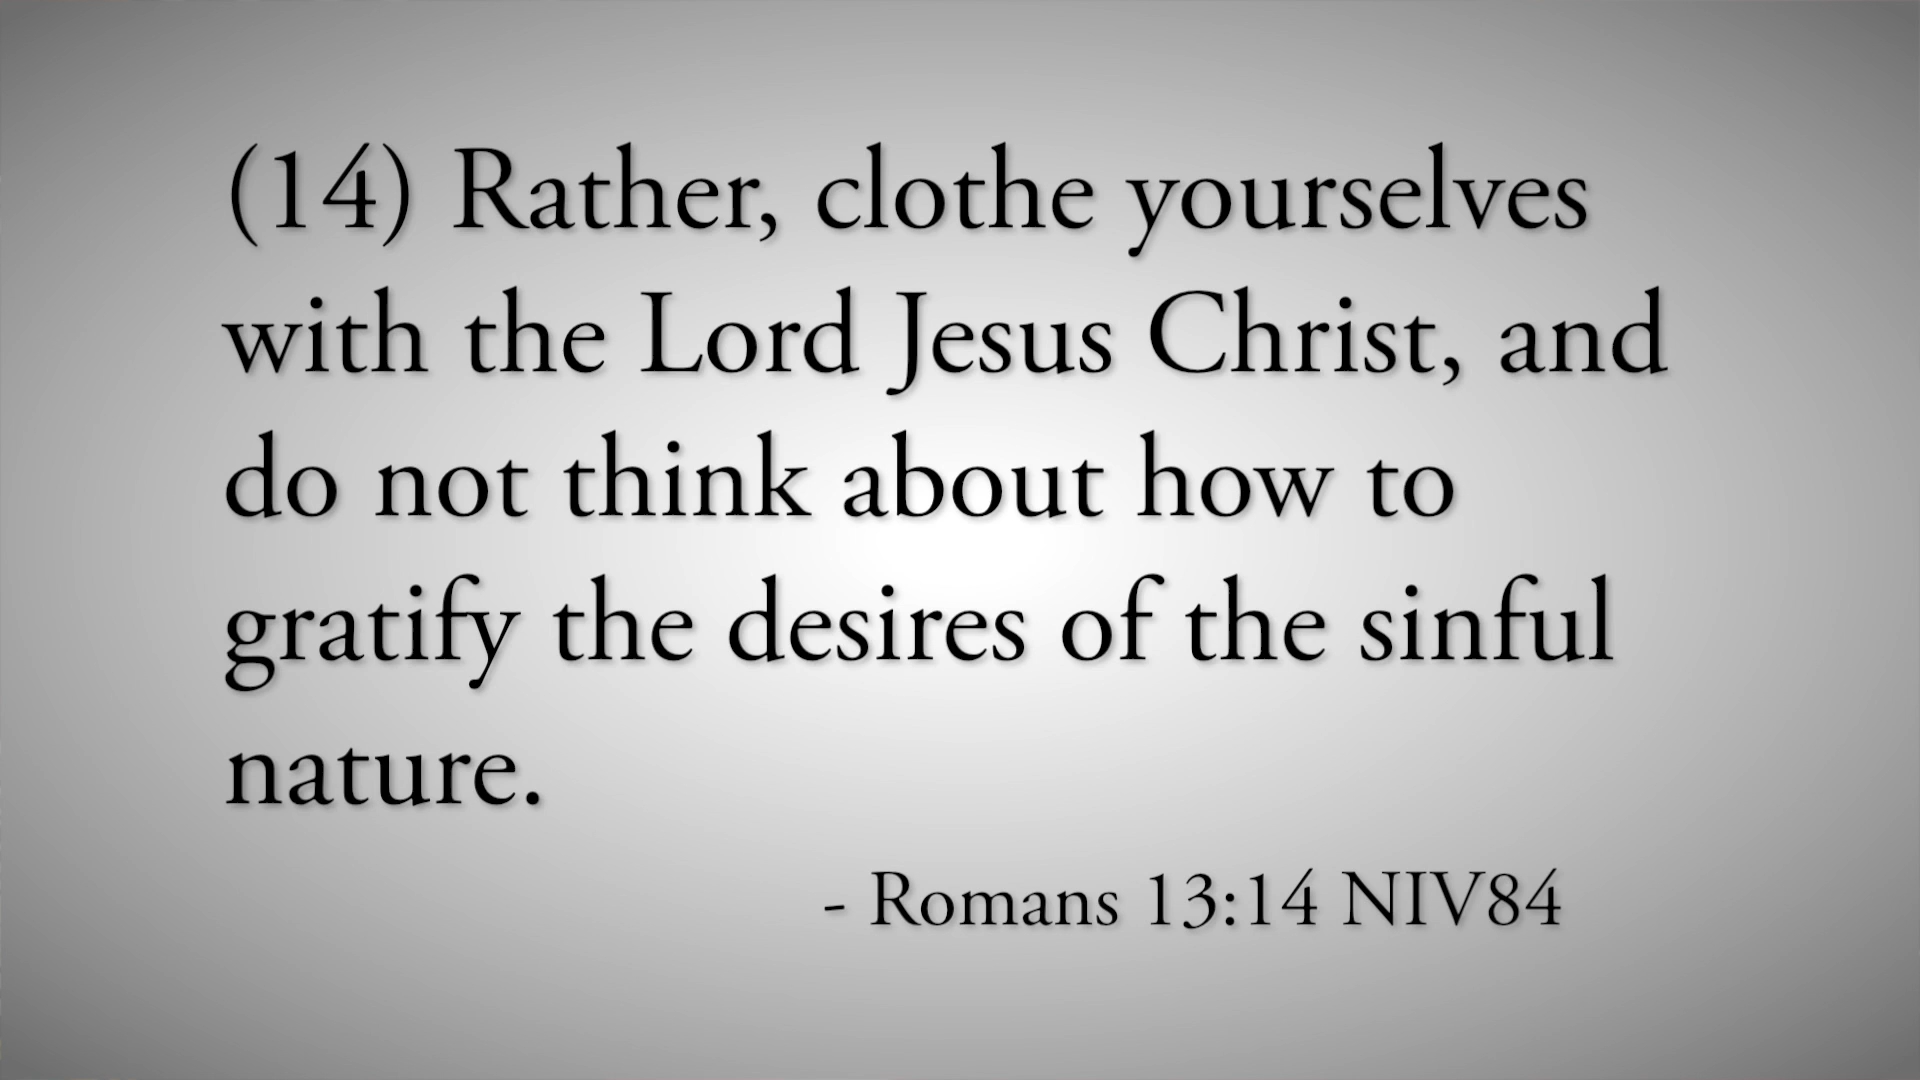 (14) Rather, clothe yourselves
with the Lord Jesus Christ, and
do not think about how to
gratify the desires of the sinful
nature.
- Romans 13:14 NIV84